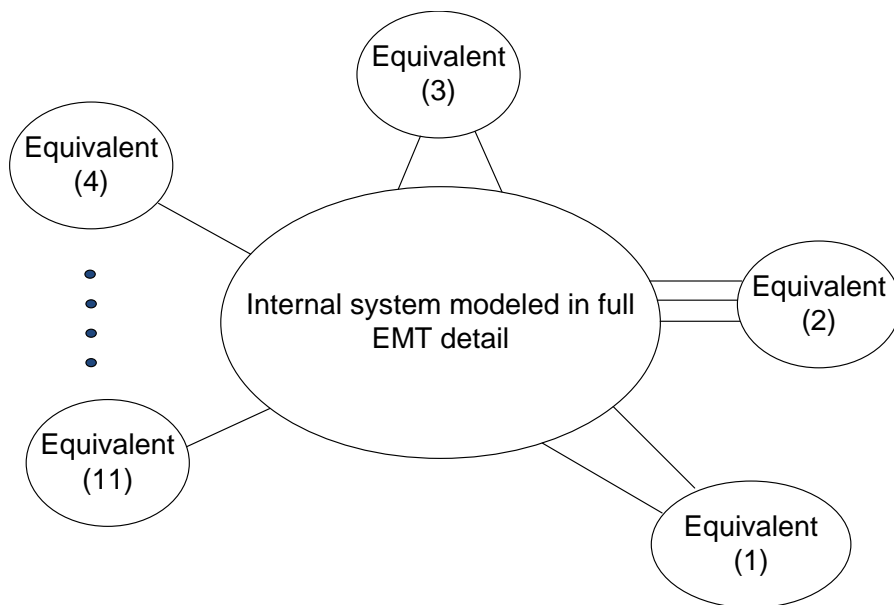 Equivalent
(3)
Equivalent
(4)
Internal system modeled in full
EMT detail
Equivalent
(2)
Equivalent
(11)
Equivalent
(1)